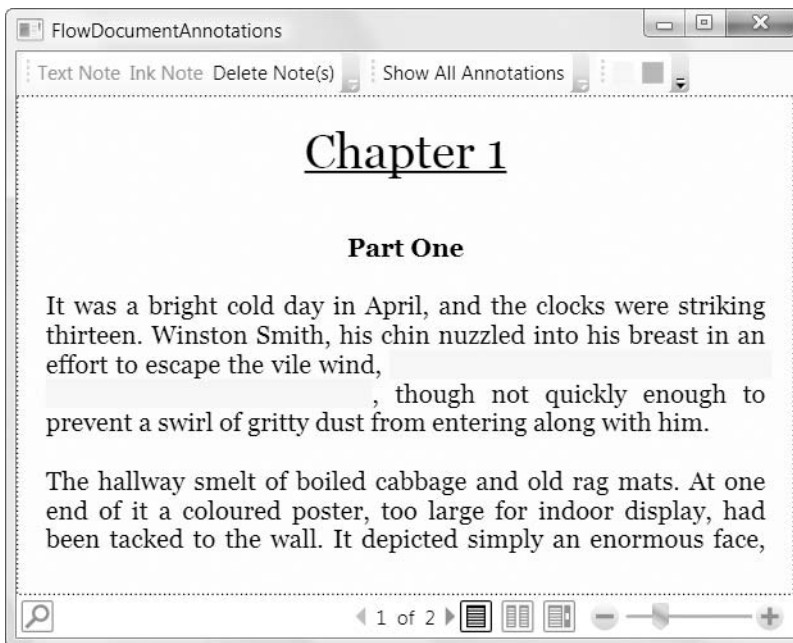 FlowDocumentAnnotations
Text Note Ink Note Delete Note(s) Show All Annotations
Chapter 1
Part One
It was a bright cold day in April, and the clocks were striking
thirteen. Winston Smith, his chin nuzzled into his breast in an
effort to escape the vile wind,
, though not quickly enough to
prevent a swirl of gritty dust from entering along with him.
The hallway smelt of boiled cabbage and old rag mats. At one
end of it a coloured poster, too large for indoor display, had
been tacked to the wall. It depicted simply an enormous face,
1 of 2